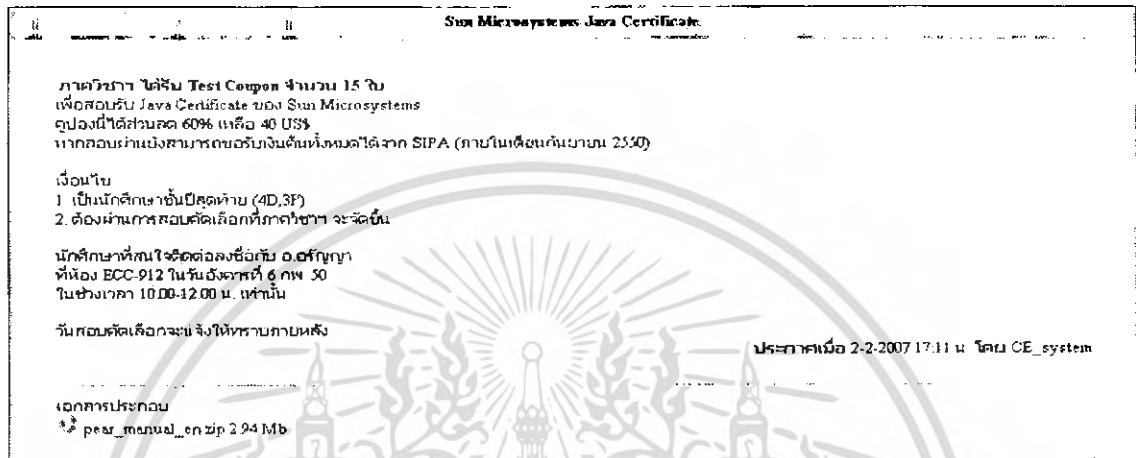 Sun Microsystems Java Certificate
ภาควิชาฯ ได้รับ Test Coupon จำนวน 15 ใบ
เพื่อสอบรับ Java Certificate ของ Sun Microsystems
คูปองนี้ได้ส่วนลด 60% เหลือ 40 US$
หากสอบผ่านยังสามารถขอรับเงินคืนทั้งหมดได้จาก SIPA (ภายในเดือนกันยายน 2550)
เงื่อนไข
1. เป็นนักศึกษาชั้นปีสุดท้าย (4D,3P)
2. ต้องผ่านการสอบคัดเลือกที่ภาควิชาฯ จะจัดขึ้น
นักศึกษาที่สนใจติดต่อลงชื่อกับ อ.อรัญญา
ที่ห้อง ECC-912 ในวันอังคารที่ 6 กพ 50
ในช่วงเวลา 10.00-12.00 น. เท่านั้น
วันสอบคัดเลือกจะแจ้งให้ทราบภายหลัง
ประกาศเมื่อ 2-2-2007 17:11 น. โดย CE_system
เอกสารประกอบ
pear_manual_en zip 2.94 Mb